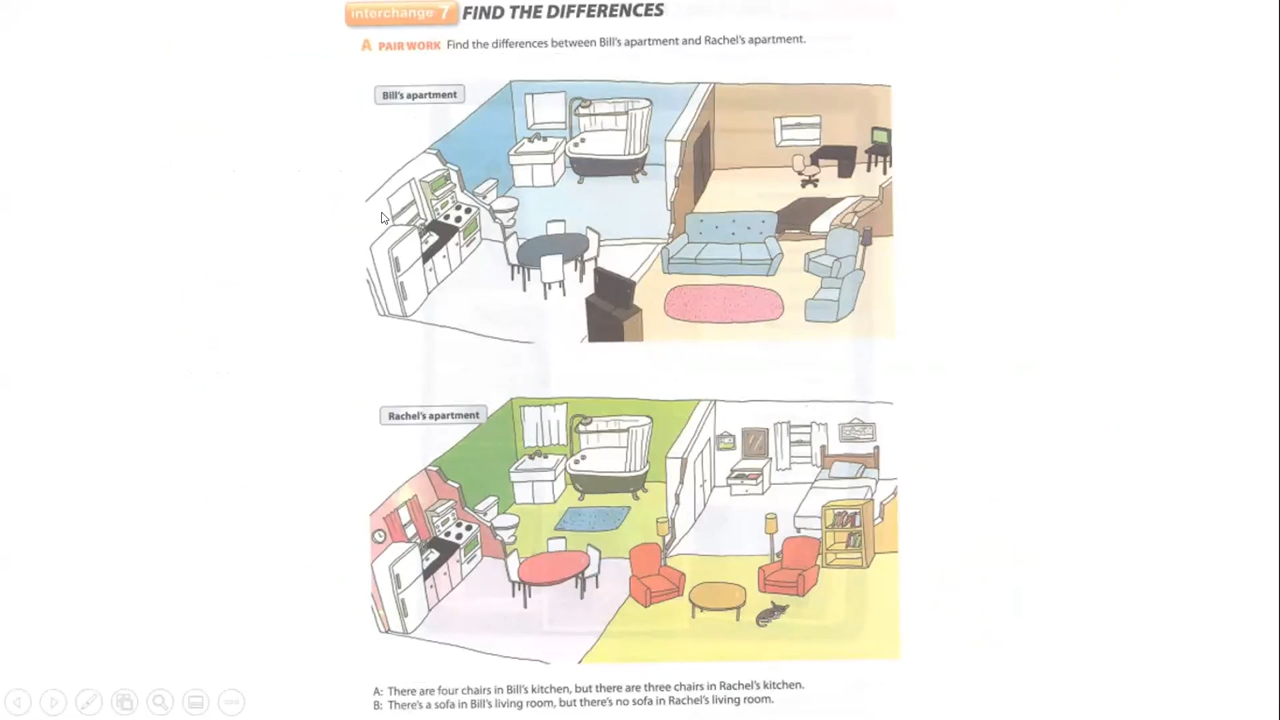 interchange 7 FIND THE DIFFERENCES
A PAIR WORK Find the differences between Bill's apartment and Rachel's apartment.
Bill's apartment
Rachel's apartment
A: There are four chairs in Bill's kitchen, but there are three chairs in Rachel's kitchen.
B: There's a sofa in Bill's living room, but there's no sofa in Rachel's living room.